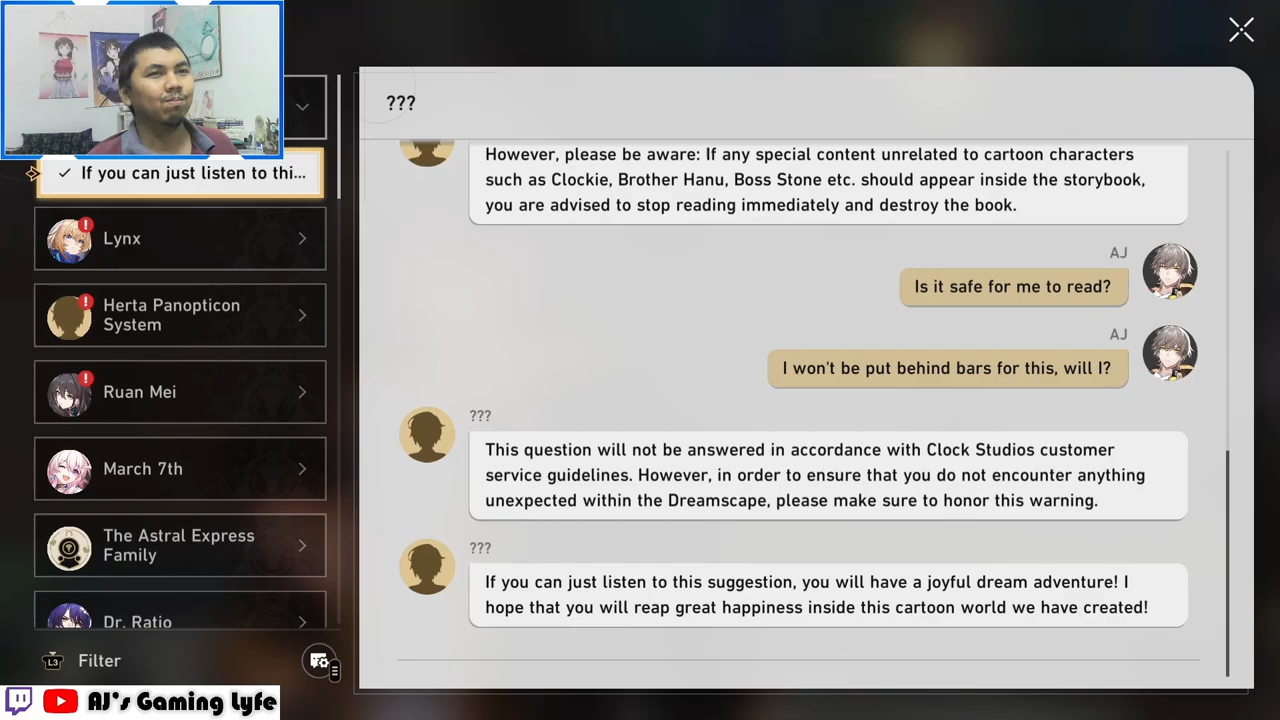 ???
If you can just listen to thi...
Lynx
Herta Panopticon
System
Ruan Mei
March 7th
The Astral Express
Family
Dr. Ratio
L3
Filter
However, please be aware: If any special content unrelated to cartoon characters
such as Clockie, Brother Hanu, Boss Stone etc. should appear inside the storybook,
you are advised to stop reading immediately and destroy the book.
AJ
Is it safe for me to read?
AJ
I won't be put behind bars for this, will I?
???
This question will not be answered in accordance with Clock Studios customer
service guidelines. However, in order to ensure that you do not encounter anything
unexpected within the Dreamscape, please make sure to honor this warning.
???
If you can just listen to this suggestion, you will have a joyful dream adventure! I
hope that you will reap great happiness inside this cartoon world we have created!
AJ's Gaming Lyfe